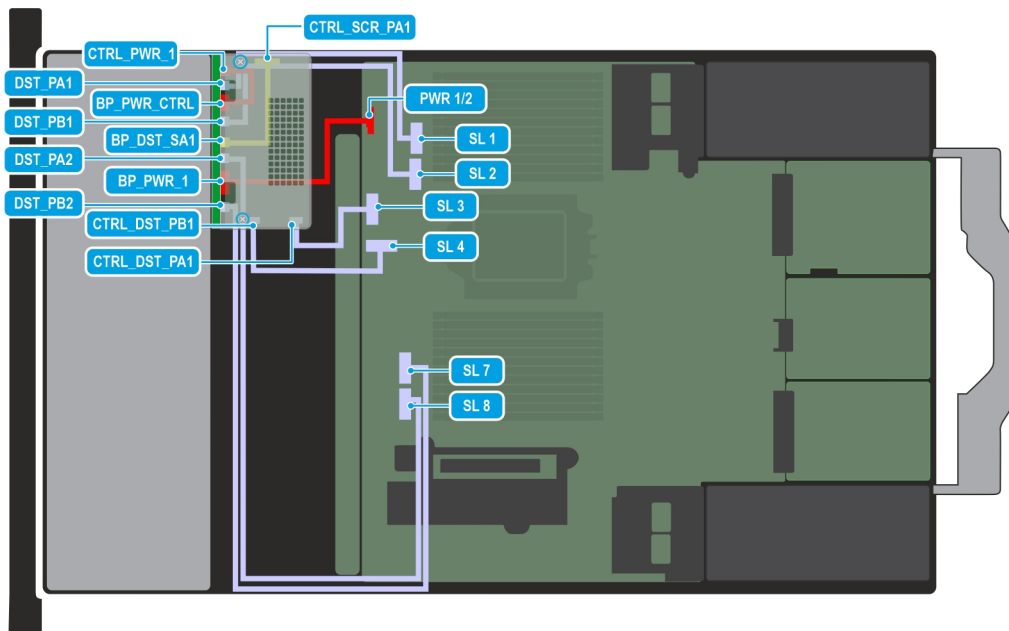 CTRL_SCR_PA1
CTRL_PWR_1
DST_PA1
BP_PWR_CTRL
PWR 1/2
DST_PB1
BP_DST_SA1
SL 1
DST_PA2
SL 2
BP_PWR_1
DST_PB2
SL 3
CTRL_DST_PB1
SL 4
CTRL_DST_PA1
SL 7
SL 8